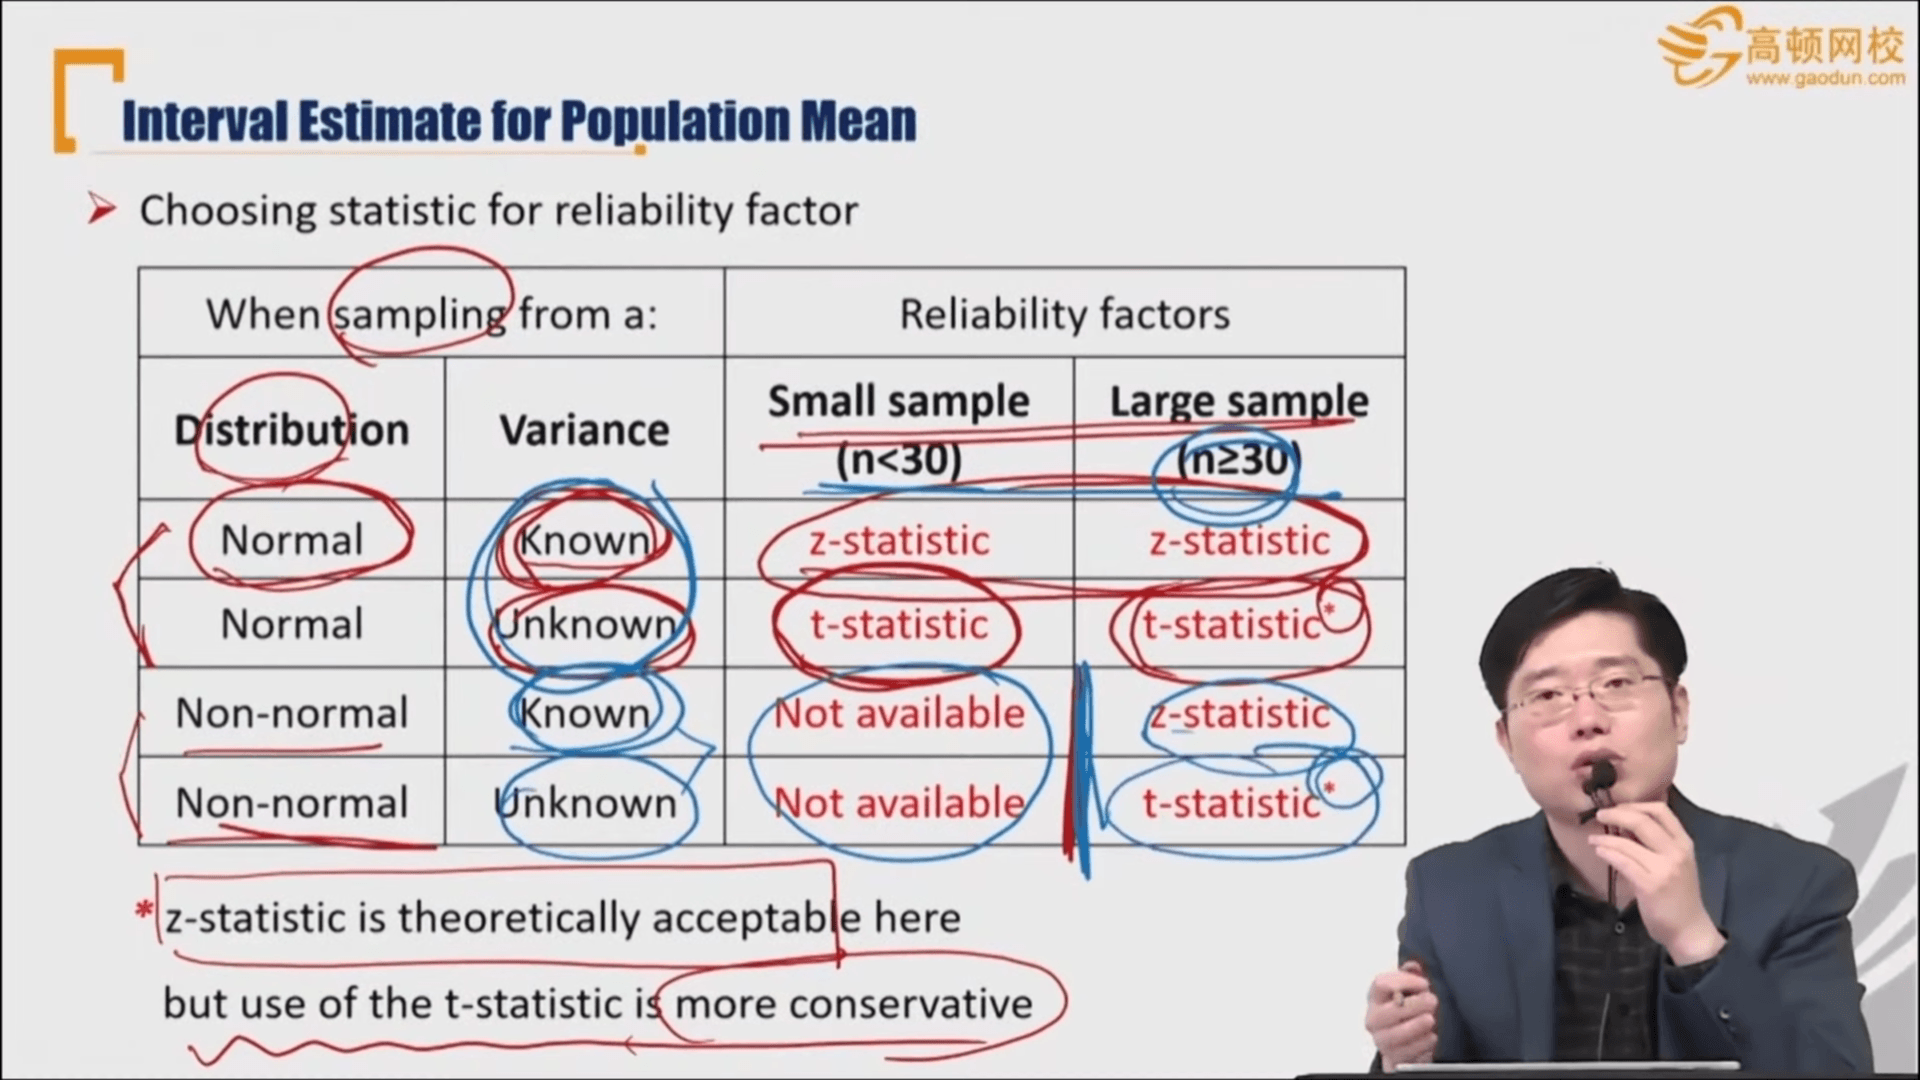 高顿网校
www.gaodun.com
Interval Estimate for Population Mean
Choosing statistic for reliability factor
When sampling from a: Reliability factors
Distribution Variance Small sample (n<30) Large sample (n≥30)
Normal Known z-statistic z-statistic
Normal Unknown t-statistic t-statistic*
Non-normal Known Not available z-statistic
Non-normal Unknown Not available t-statistic*
* z-statistic is theoretically acceptable here
but use of the t-statistic is more conservative